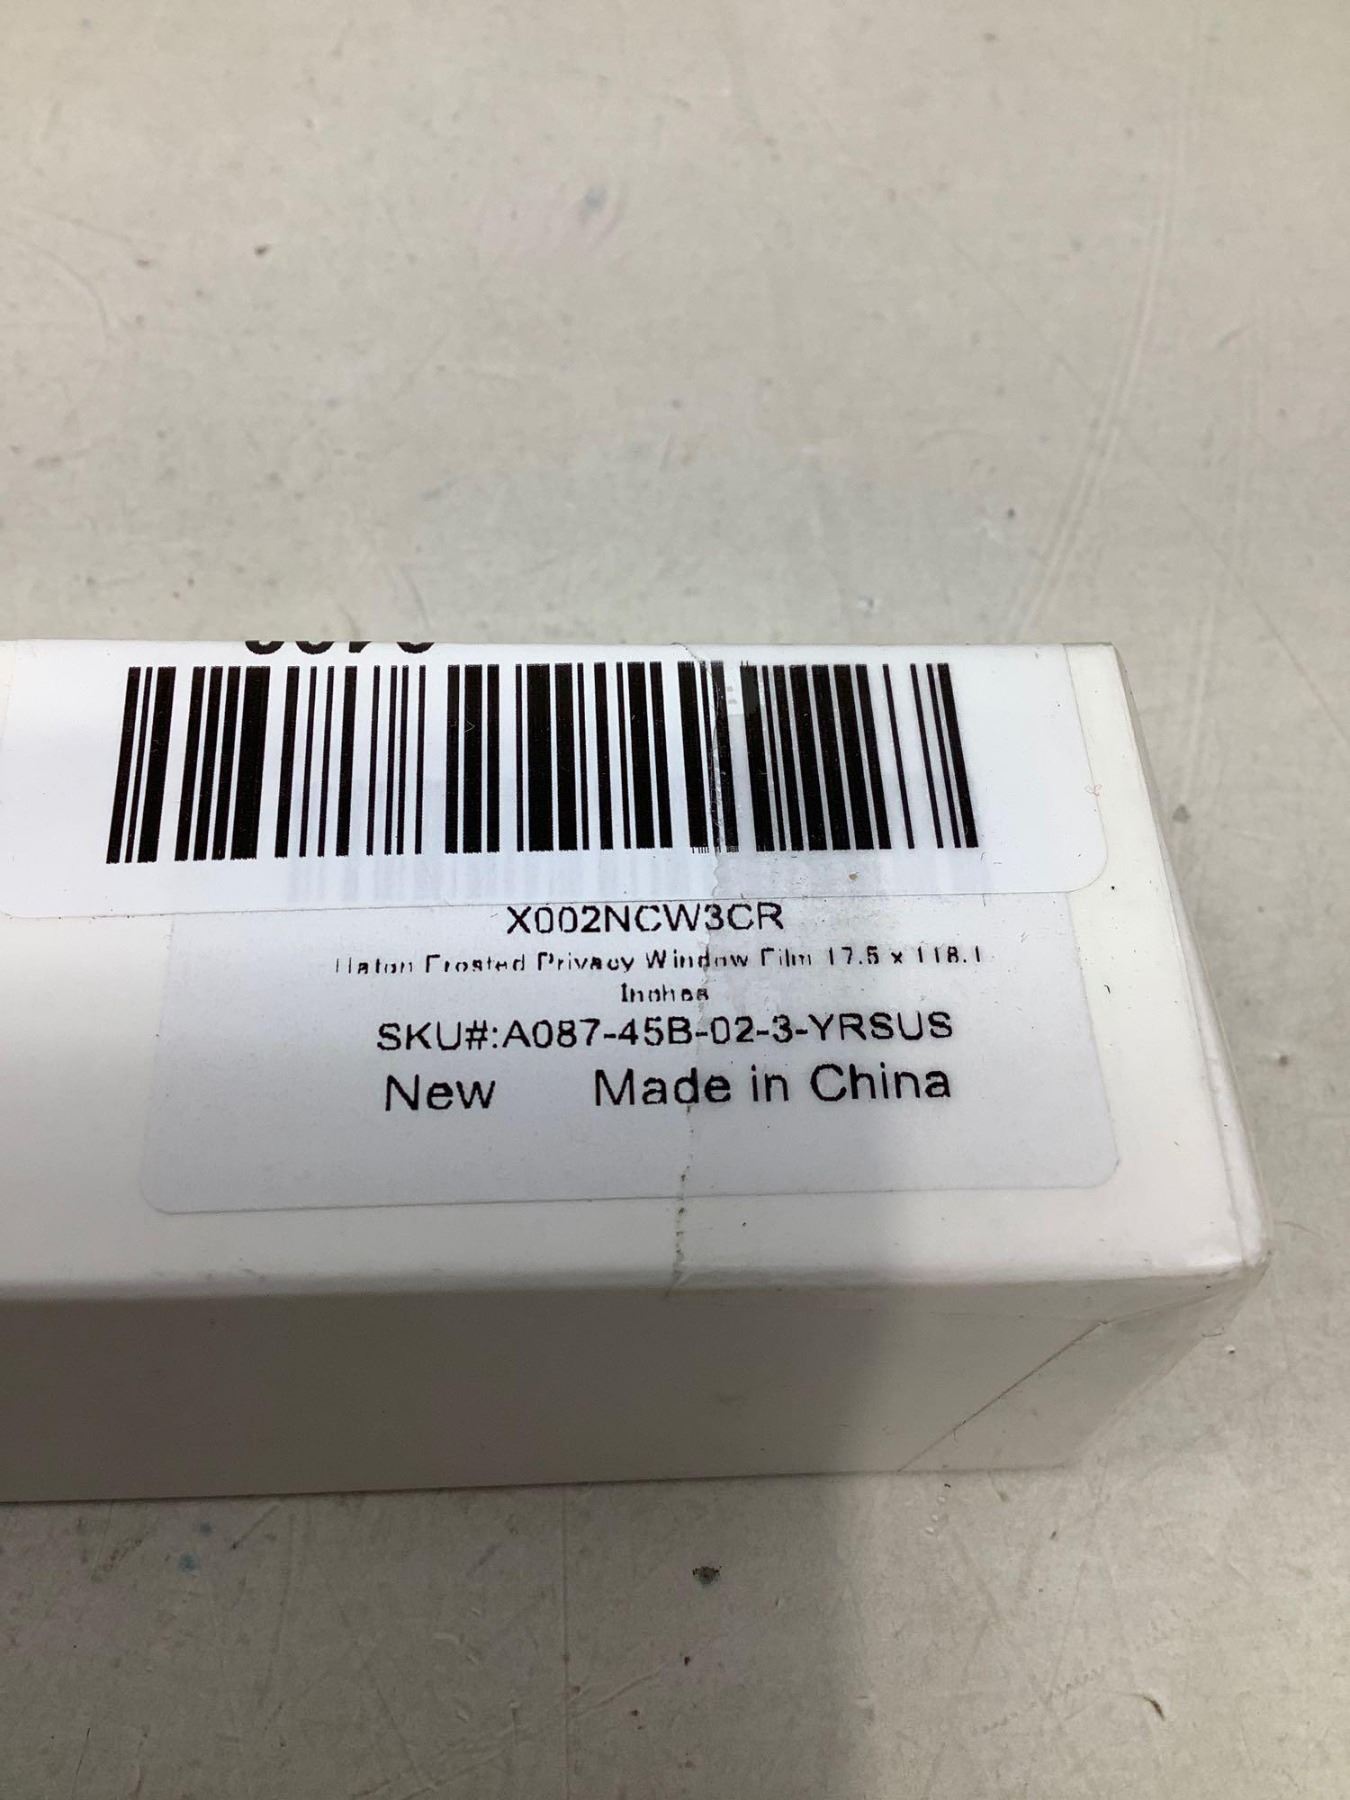 X002NCW3CR
Haton Frosted Privacy Window Film 17.5 x 118.1
Inches
SKU#:A087-45B-02-3-YRSUS
New Made in China